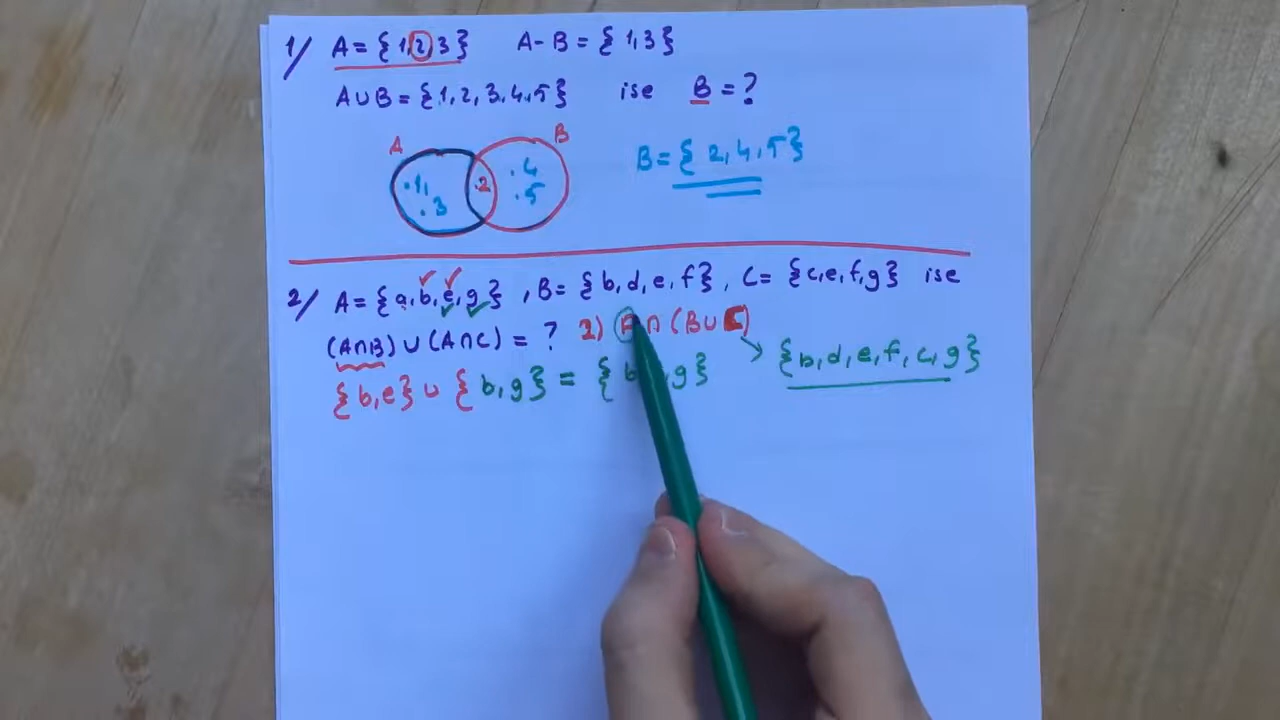 1/ A = {1,2,3} A-B = {1,3}
A∪B = {1,2,3,4,5} ise B = ?
A B
.1, .3 .2 .4 .5
B = {2,4,5}
2/ A = {a,b,e,g} , B = {b,d,e,f} , C = {c,e,f,g} ise
(A∩B) ∪ (A∩C) = ? 2) ∩ (B∪C)
{b,d,e,f,c,g}
{b,e} ∪ {b,g} = {b, ,g}